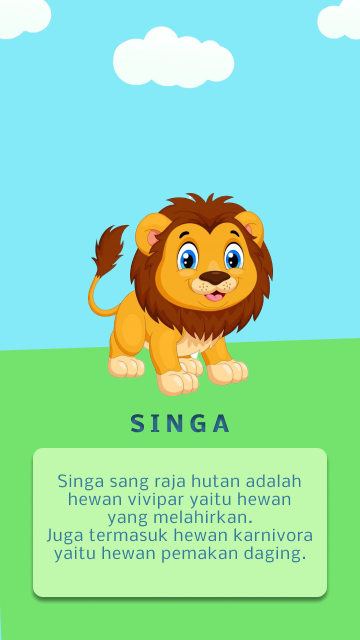 SINGA
Singa sang raja hutan adalah
hewan vivipar yaitu hewan
yang melahirkan.
Juga termasuk hewan karnivora
yaitu hewan pemakan daging.